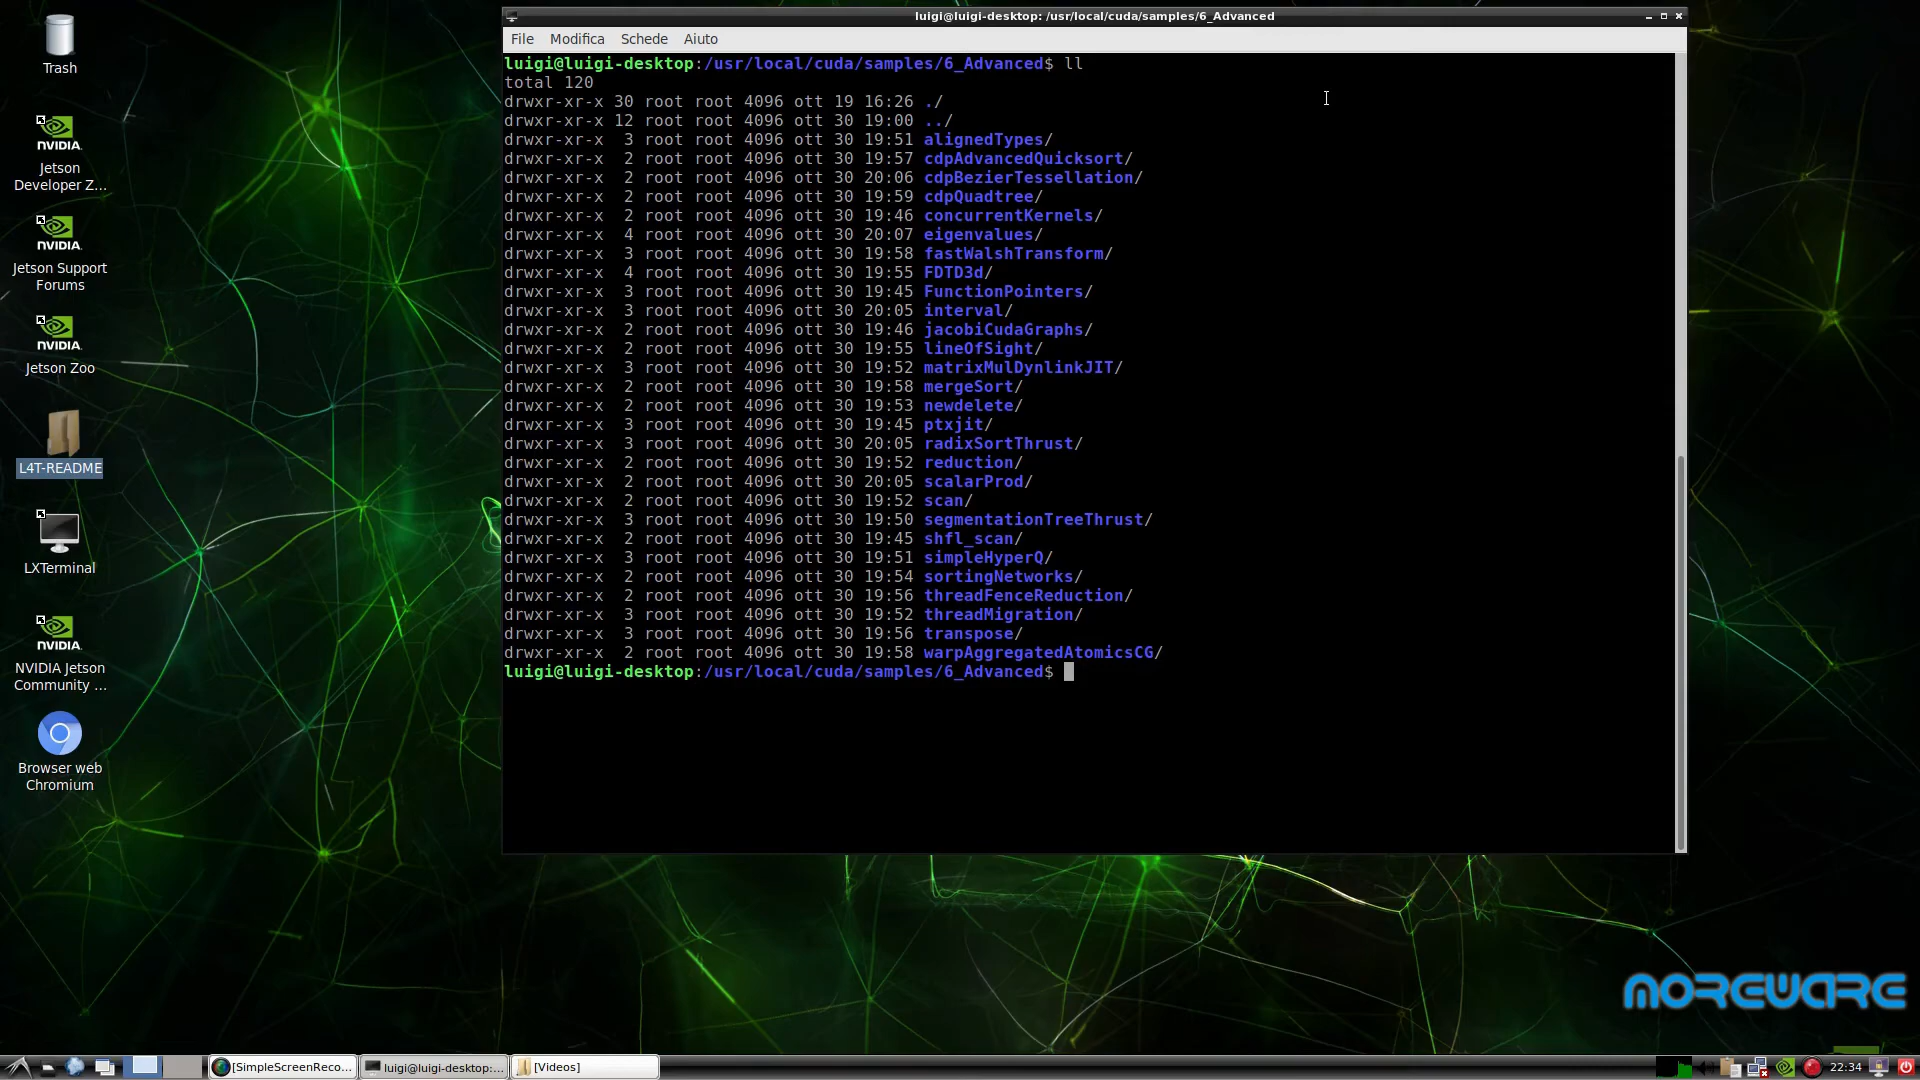 Trash
NVIDIA.
Jetson
Developer Z...
NVIDIA.
Jetson Support
Forums
NVIDIA.
Jetson Zoo
L4T-README
LXTerminal
NVIDIA.
NVIDIA Jetson
Community ...
Browser web
Chromium
luigi@luigi-desktop: /usr/local/cuda/samples/6_Advanced
File Modifica Schede Aiuto
luigi@luigi-desktop:/usr/local/cuda/samples/6_Advanced$ ll
total 120
drwxr-xr-x 30 root root 4096 ott 19 16:26 ./
drwxr-xr-x 12 root root 4096 ott 30 19:00 ../
drwxr-xr-x  3 root root 4096 ott 30 19:51 alignedTypes/
drwxr-xr-x  2 root root 4096 ott 30 19:57 cdpAdvancedQuicksort/
drwxr-xr-x  2 root root 4096 ott 30 20:06 cdpBezierTessellation/
drwxr-xr-x  2 root root 4096 ott 30 19:59 cdpQuadtree/
drwxr-xr-x  2 root root 4096 ott 30 19:46 concurrentKernels/
drwxr-xr-x  4 root root 4096 ott 30 20:07 eigenvalues/
drwxr-xr-x  3 root root 4096 ott 30 19:58 fastWalshTransform/
drwxr-xr-x  4 root root 4096 ott 30 19:55 FDTD3d/
drwxr-xr-x  3 root root 4096 ott 30 19:45 FunctionPointers/
drwxr-xr-x  3 root root 4096 ott 30 20:05 interval/
drwxr-xr-x  2 root root 4096 ott 30 19:46 jacobiCudaGraphs/
drwxr-xr-x  2 root root 4096 ott 30 19:55 lineOfSight/
drwxr-xr-x  3 root root 4096 ott 30 19:52 matrixMulDynlinkJIT/
drwxr-xr-x  2 root root 4096 ott 30 19:58 mergeSort/
drwxr-xr-x  2 root root 4096 ott 30 19:53 newdelete/
drwxr-xr-x  3 root root 4096 ott 30 19:45 ptxjit/
drwxr-xr-x  3 root root 4096 ott 30 20:05 radixSortThrust/
drwxr-xr-x  2 root root 4096 ott 30 19:52 reduction/
drwxr-xr-x  2 root root 4096 ott 30 20:05 scalarProd/
drwxr-xr-x  2 root root 4096 ott 30 19:52 scan/
drwxr-xr-x  3 root root 4096 ott 30 19:50 segmentationTreeThrust/
drwxr-xr-x  2 root root 4096 ott 30 19:45 shfl_scan/
drwxr-xr-x  3 root root 4096 ott 30 19:51 simpleHyperQ/
drwxr-xr-x  2 root root 4096 ott 30 19:54 sortingNetworks/
drwxr-xr-x  2 root root 4096 ott 30 19:56 threadFenceReduction/
drwxr-xr-x  3 root root 4096 ott 30 19:52 threadMigration/
drwxr-xr-x  3 root root 4096 ott 30 19:56 transpose/
drwxr-xr-x  2 root root 4096 ott 30 19:58 warpAggregatedAtomicsCG/
luigi@luigi-desktop:/usr/local/cuda/samples/6_Advanced$
NOREWARE
[SimpleScreenReco... luigi@luigi-desktop:... [Videos] 22:34